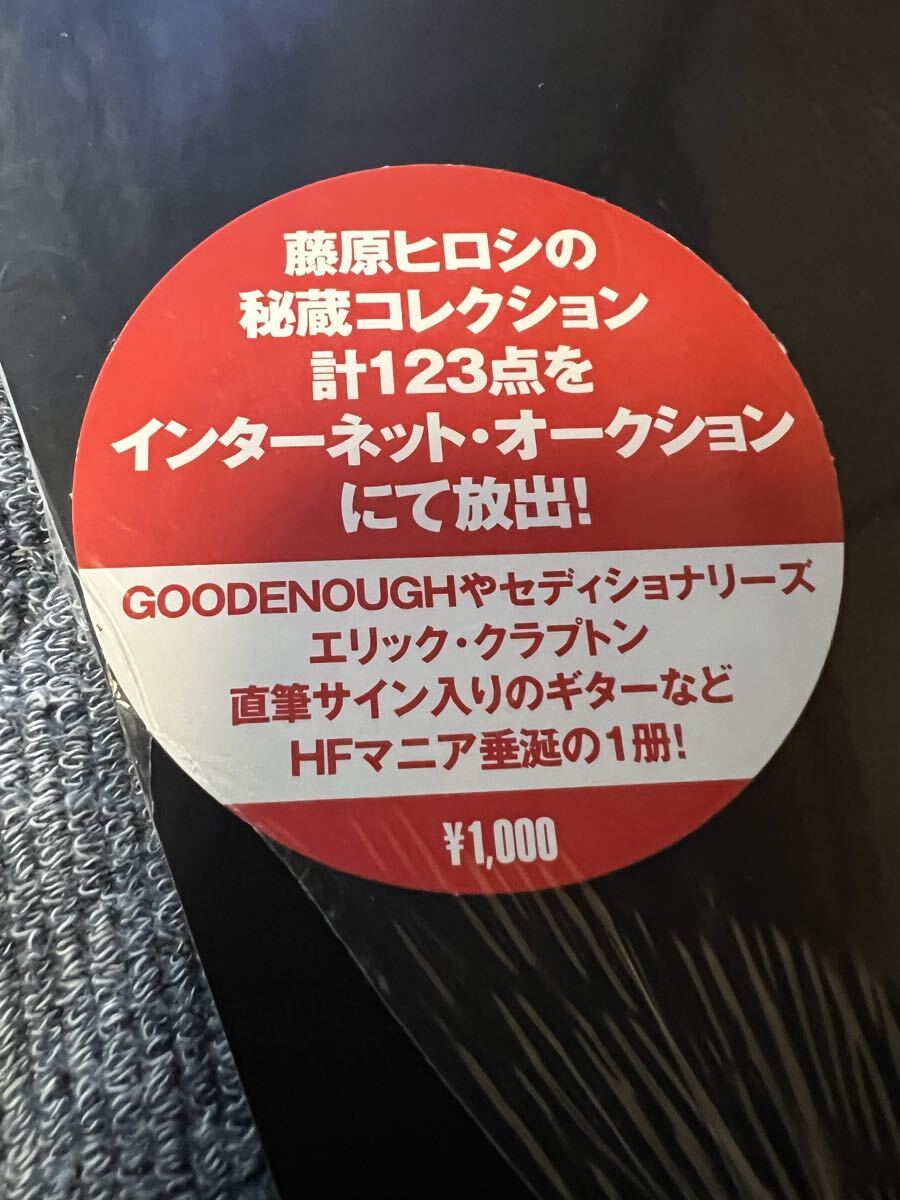 藤原ヒロシの
秘蔵コレクション
計123点を
インターネット・オークション
にて放出!
GOODENOUGHやセディショナリーズ
エリック・クラプトン
直筆サイン入りのギターなど
HFマニア垂涎の1册!
¥1,000